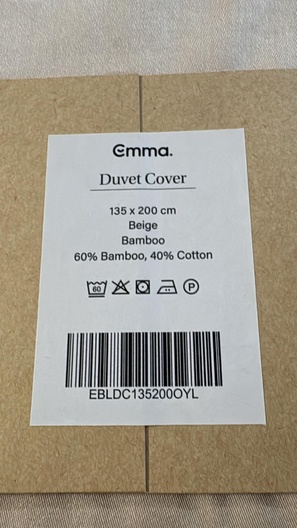 Emma.
Duvet Cover
135 x 200 cm
Beige
Bamboo
60% Bamboo, 40% Cotton
60 P
EBLDC135200OYL